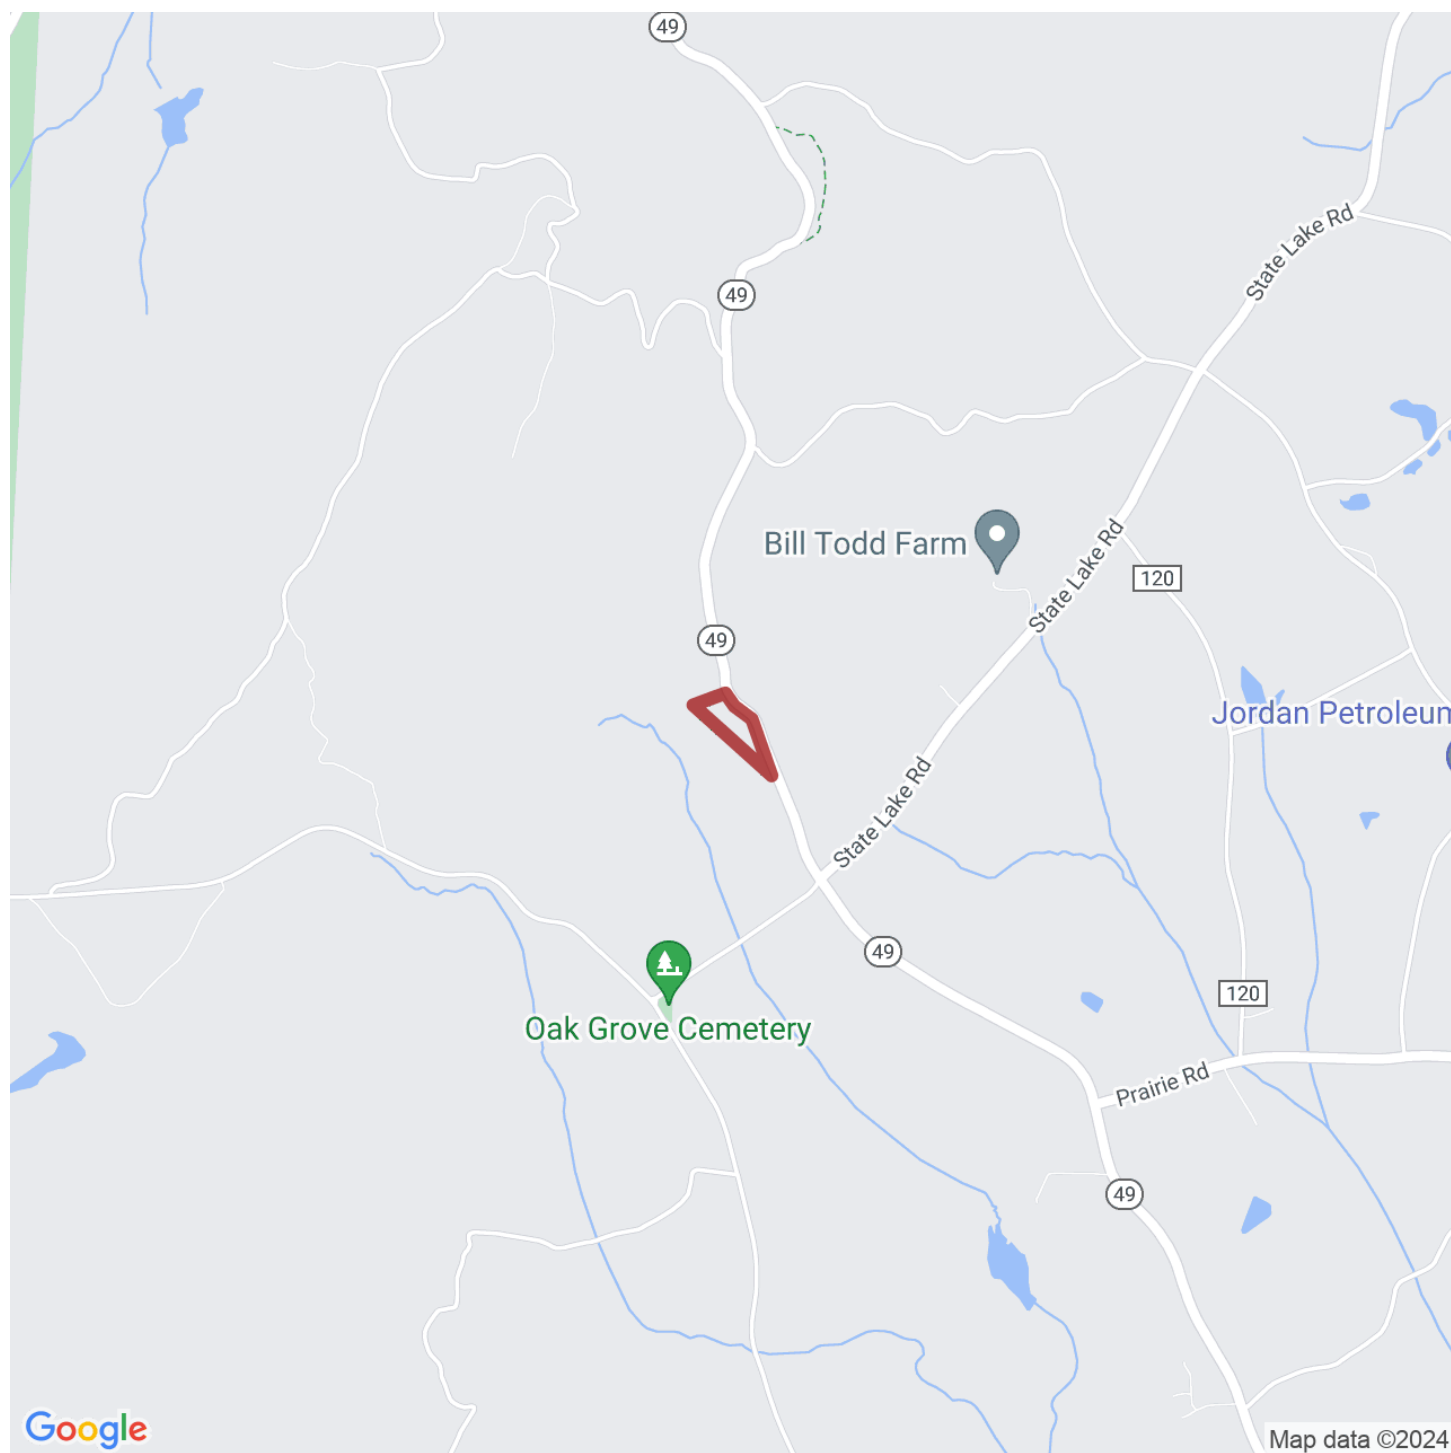 49
State Lake Rd
49
Bill Todd Farm
State Lake Rd
120
49
Jordan Petroleum
State Lake Rd
49
120
Oak Grove Cemetery
Prairie Rd
49
Google
Map data ©2024